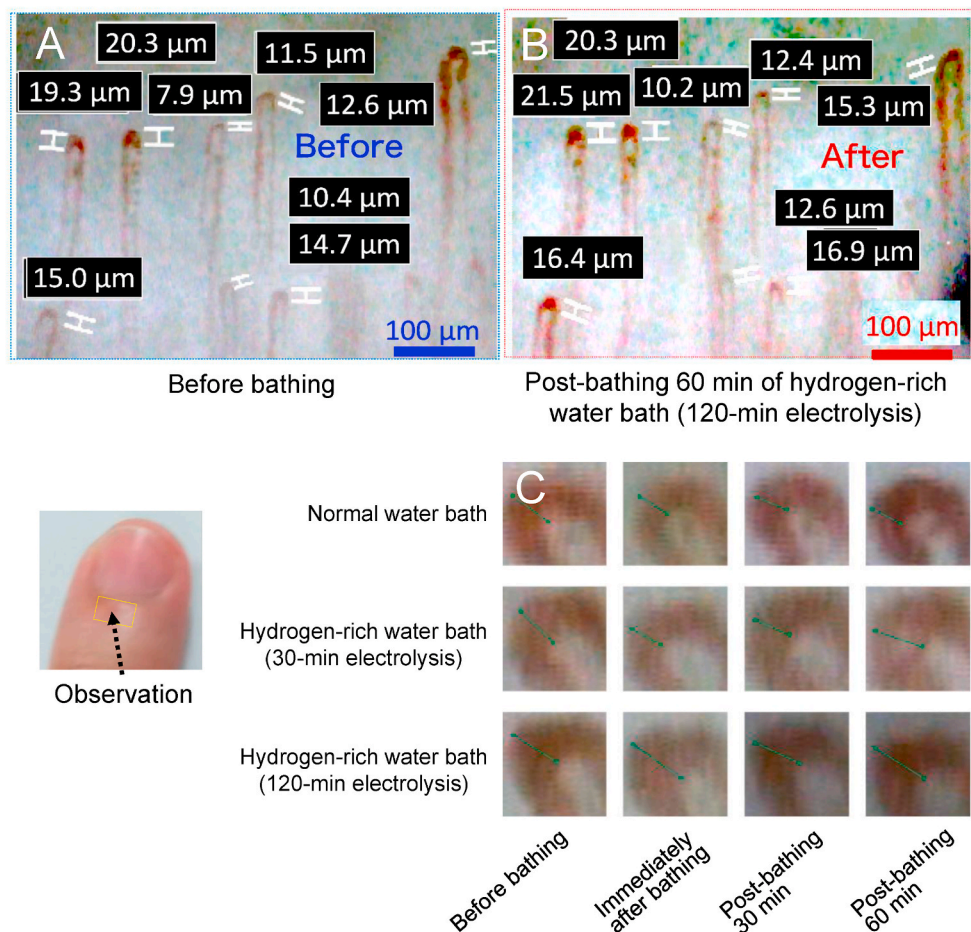 A
20.3 µm
11.5 µm
19.3 µm
7.9 µm
12.6 µm
Before
10.4 µm
14.7 µm
15.0 µm
100 µm
Before bathing
B
20.3 µm
12.4 µm
21.5 µm
10.2 µm
15.3 µm
After
12.6 µm
16.4 µm
16.9 µm
100 µm
Post-bathing 60 min of hydrogen-rich
water bath (120-min electrolysis)
Observation
C
Normal water bath
Hydrogen-rich water bath
(30-min electrolysis)
Hydrogen-rich water bath
(120-min electrolysis)
Before bathing
Immediately
after bathing
Post-bathing
30 min
Post-bathing
60 min